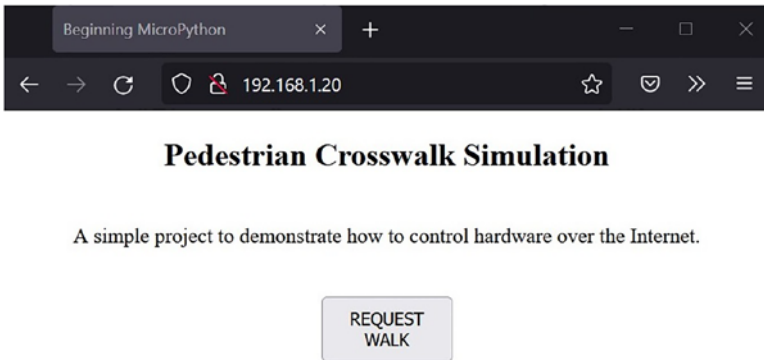 Beginning MicroPython
192.168.1.20
Pedestrian Crosswalk Simulation
A simple project to demonstrate how to control hardware over the Internet.
REQUEST
WALK